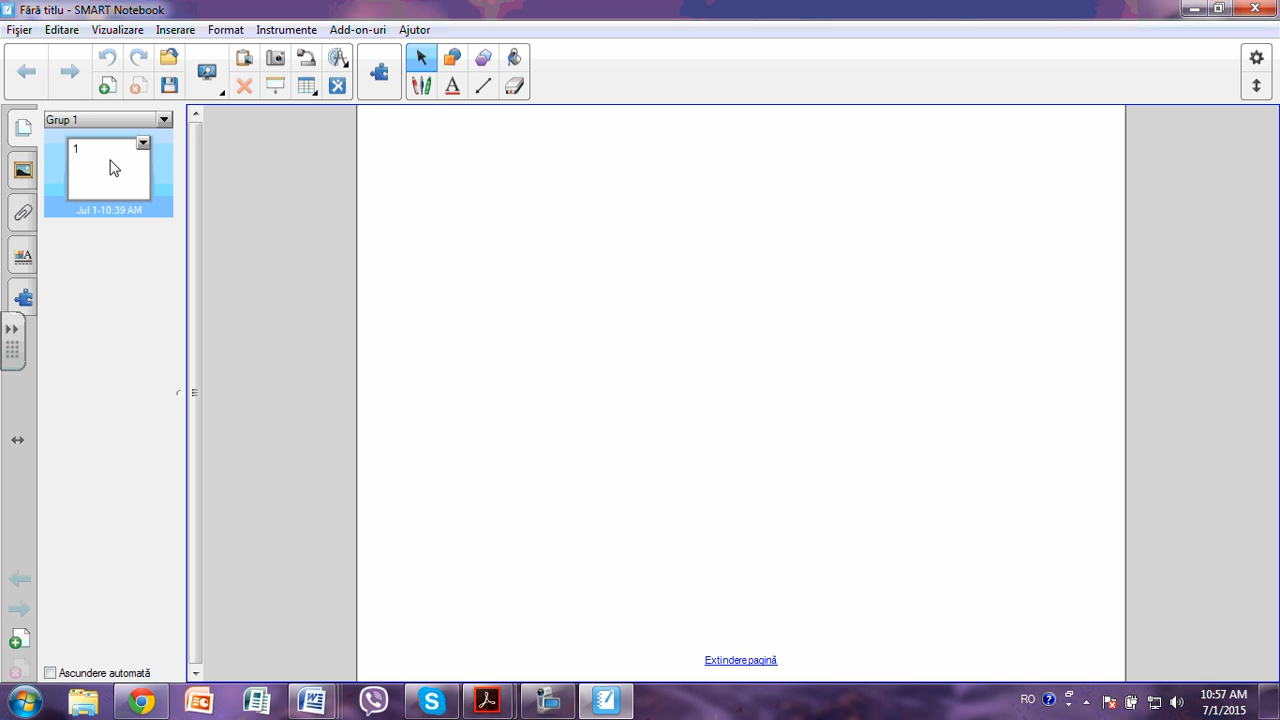 Fără titlu - SMART Notebook
Fișier Editare Vizualizare Inserare Format Instrumente Add-on-uri Ajutor
Grup 1
1
Jul 1-10:39 AM
Extindere pagină
Ascundere automată
RO
10:57 AM
7/1/2015